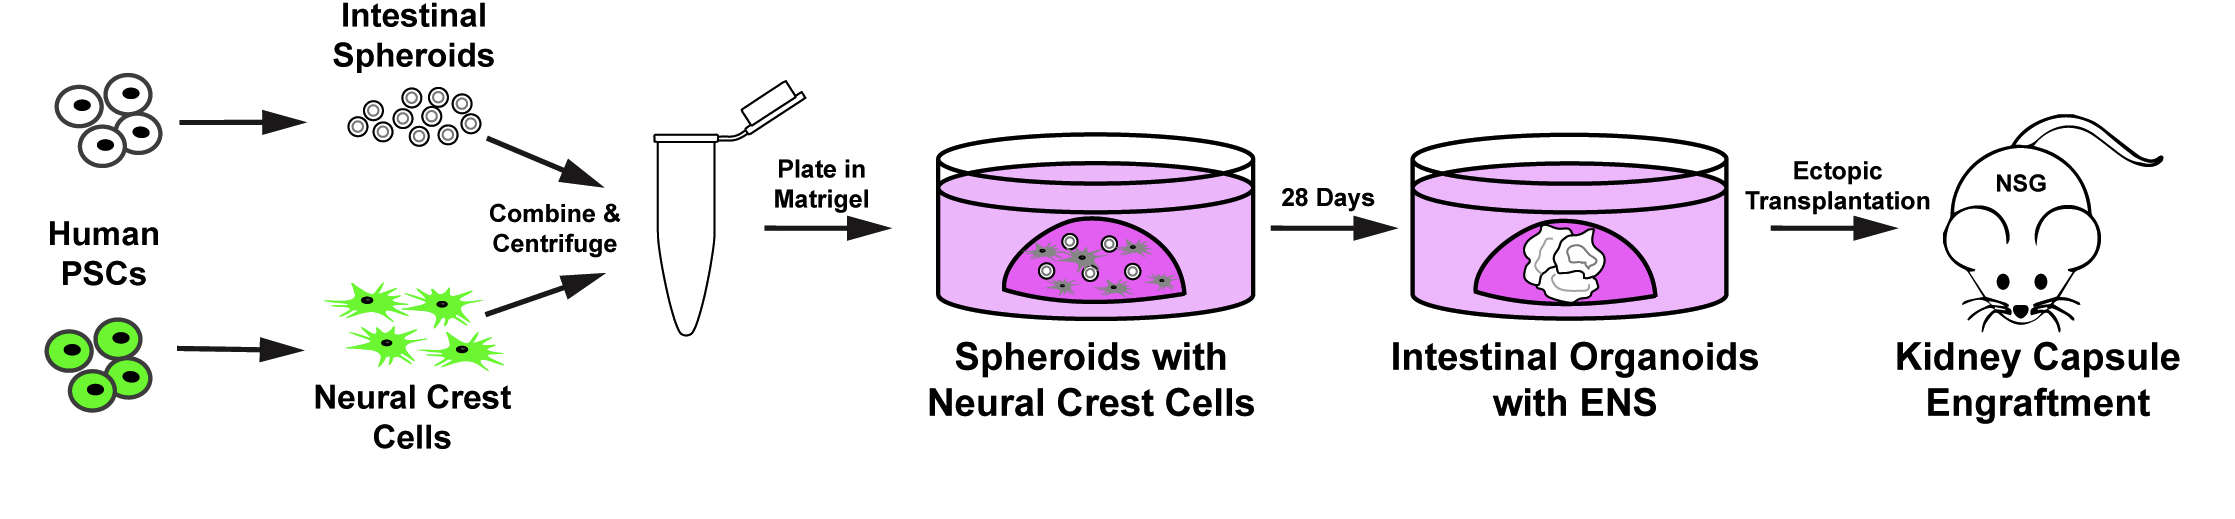 Intestinal
Spheroids
Human
PSCs
Neural Crest
Cells
Combine &
Centrifuge
Plate in
Matrigel
Spheroids with
Neural Crest Cells
28 Days
Intestinal Organoids
with ENS
Ectopic
Transplantation
NSG
Kidney Capsule
Engraftment